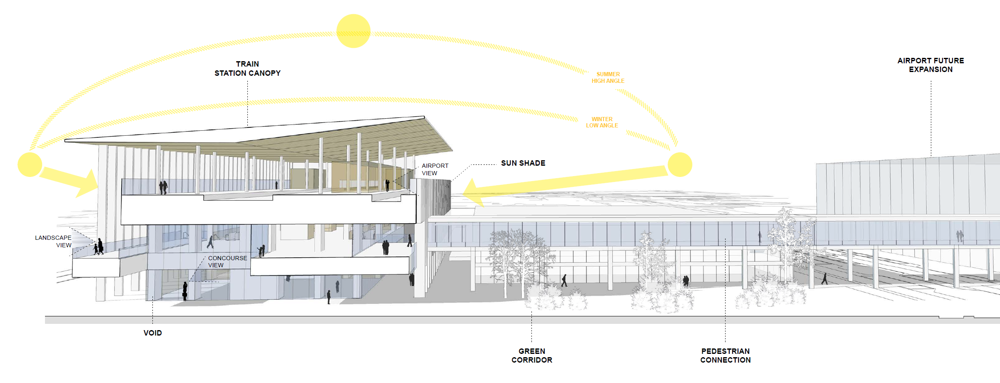 TRAIN
STATION CANOPY
SUMMER
HIGH ANGLE
AIRPORT FUTURE
EXPANSION
WINTER
LOW ANGLE
AIRPORT
VIEW
SUN SHADE
LANDSCAPE
VIEW
CONCOURSE
VIEW
VOID
GREEN
CORRIDOR
PEDESTRIAN
CONNECTION